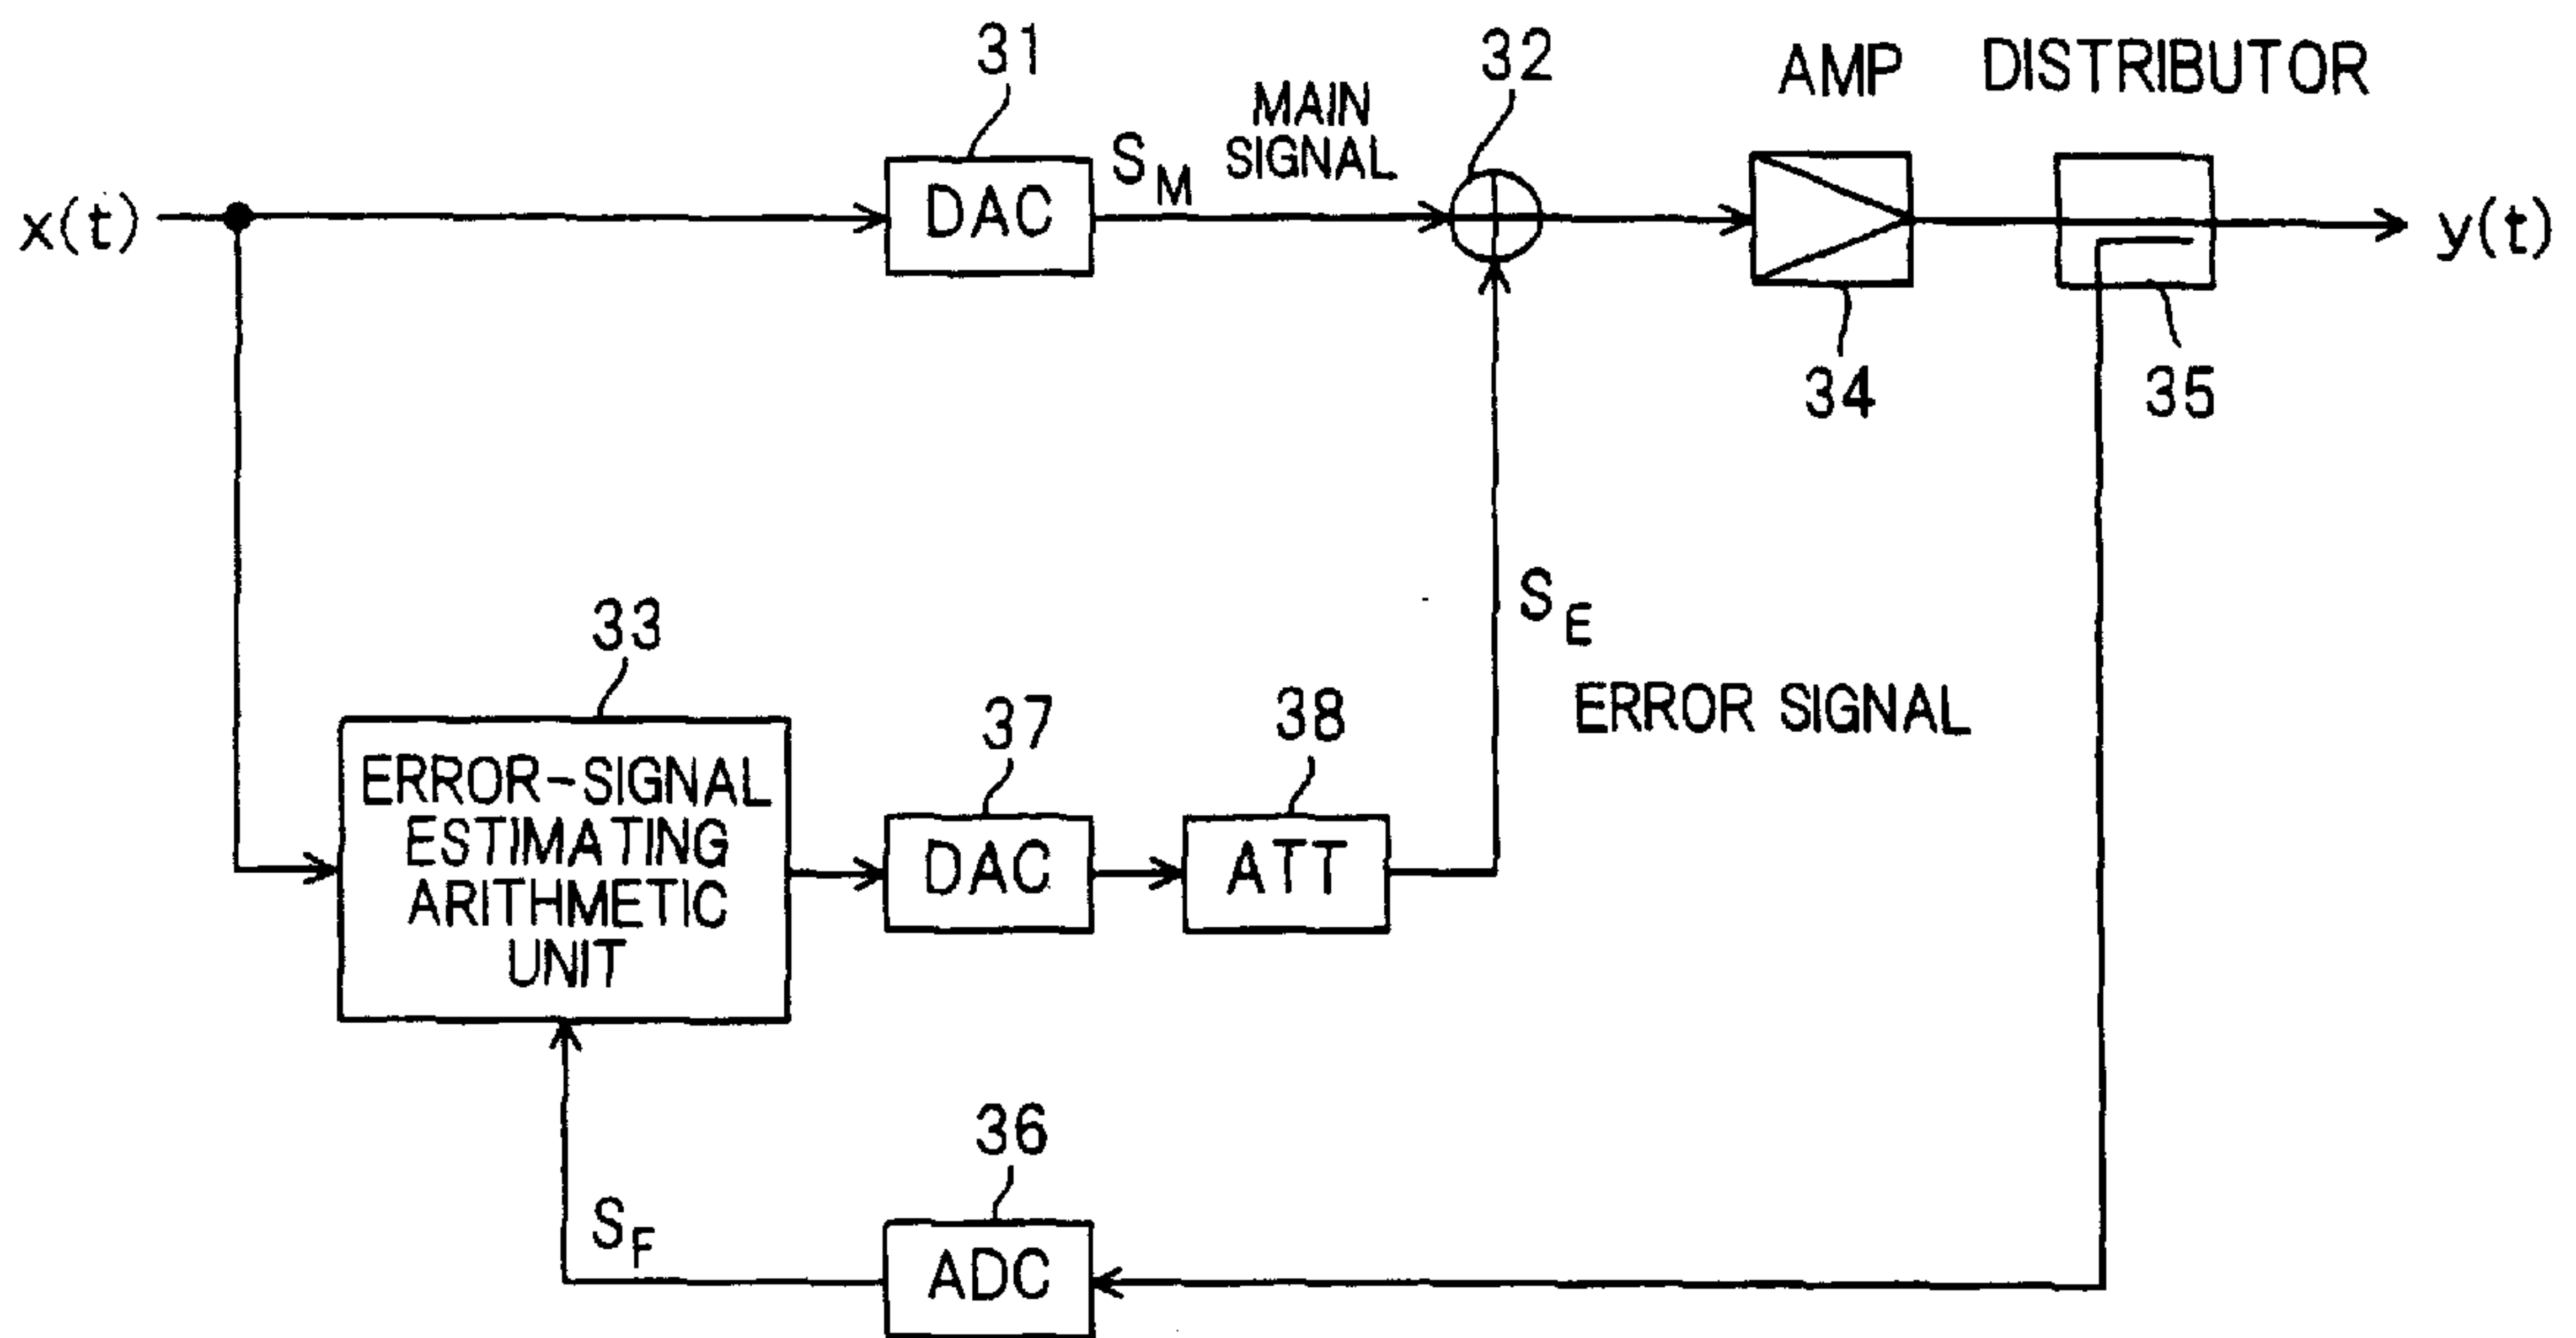 31
32
AMP
DISTRIBUTOR
MAIN
SIGNAL
S_M
x(t)
DAC
y(t)
34
35
S_E
33
37
38
ERROR SIGNAL
ERROR-SIGNAL
ESTIMATING
ARITHMETIC
UNIT
DAC
ATT
36
S_F
ADC